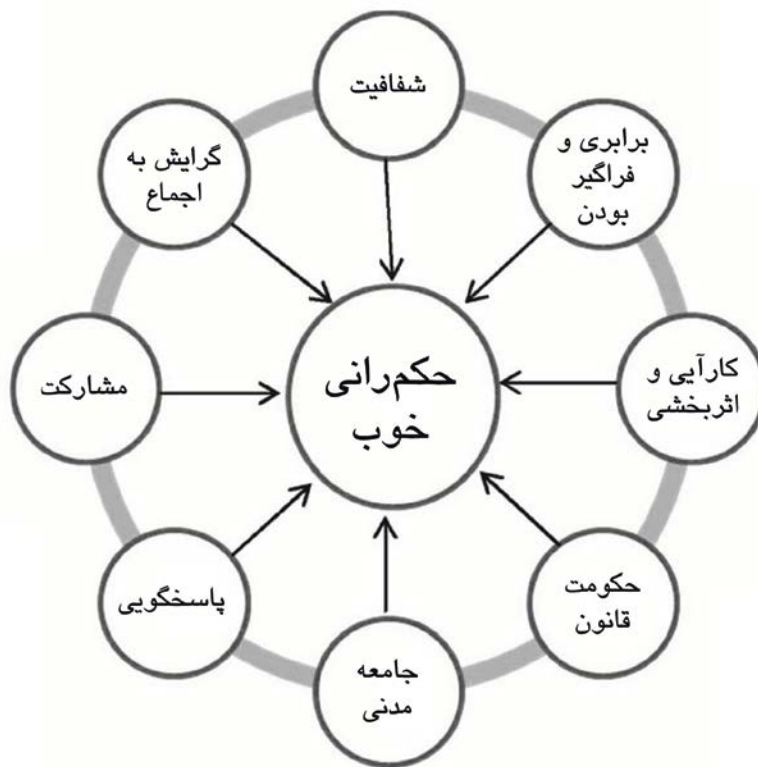 شفافیت
برابری و
فراگیر
بودن
کارآیی و
اثربخشی
حکومت
قانون
جامعه
مدنی
پاسخگویی
مشارکت
گرایش به
اجماع
حکم‌رانی
خوب